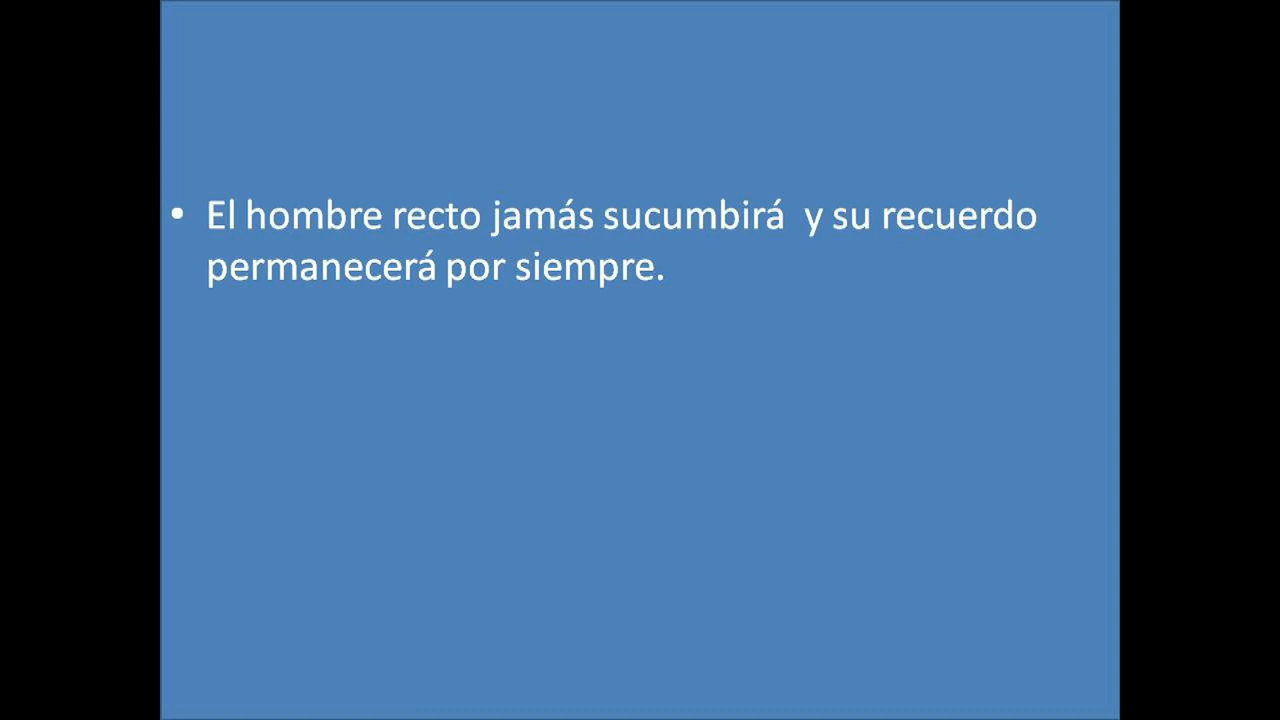 • El hombre recto jamás sucumbirá  y su recuerdo
permanecerá por siempre.